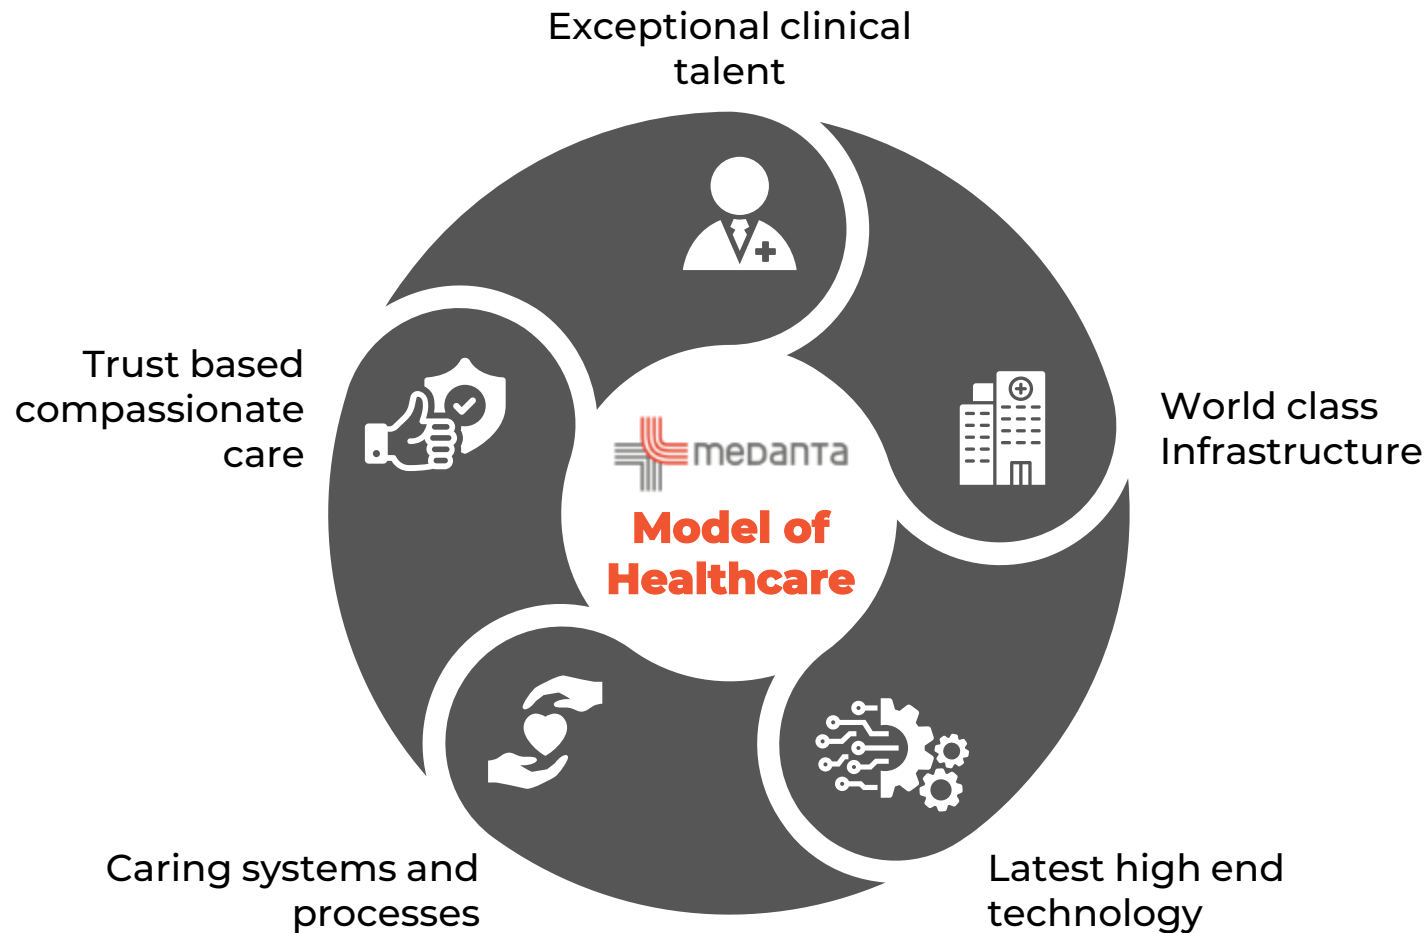 Exceptional clinical
talent
Trust based
compassionate
care
World class
Infrastructure
medanta
Model of
Healthcare
Caring systems and
processes
Latest high end
technology